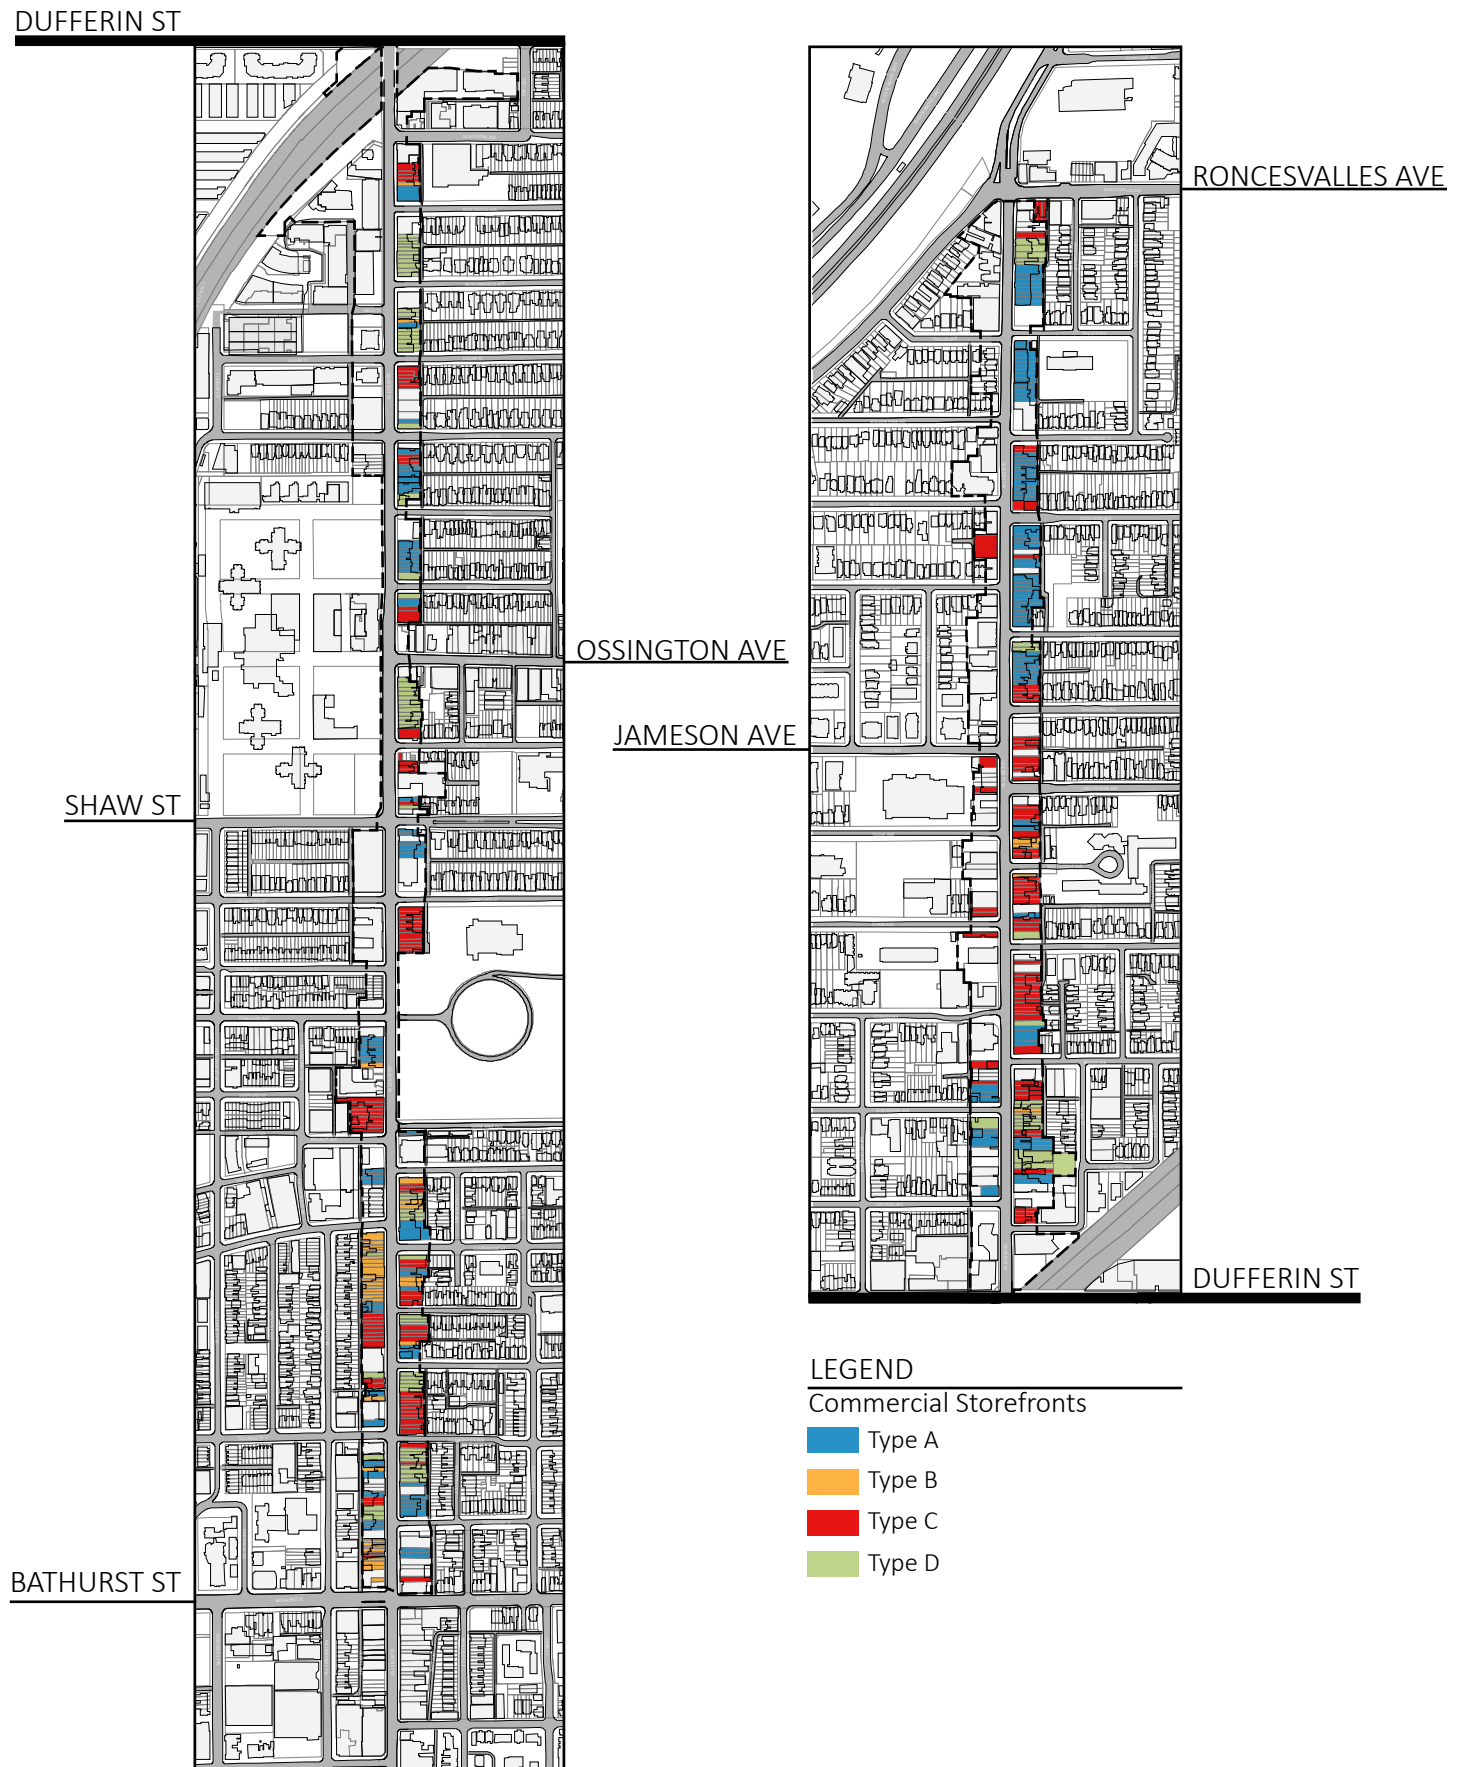 DUFFERIN ST
RONCESVALLES AVE
OSSINGTON AVE
JAMESON AVE
SHAW ST
DUFFERIN ST
LEGEND
Commercial Storefronts
Type A
Type B
Type C
Type D
BATHURST ST